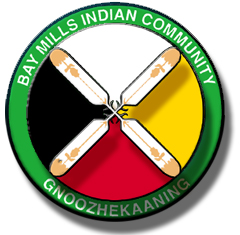 BAY MILLS INDIAN COMMUNITY
GNOOZHEKAANING